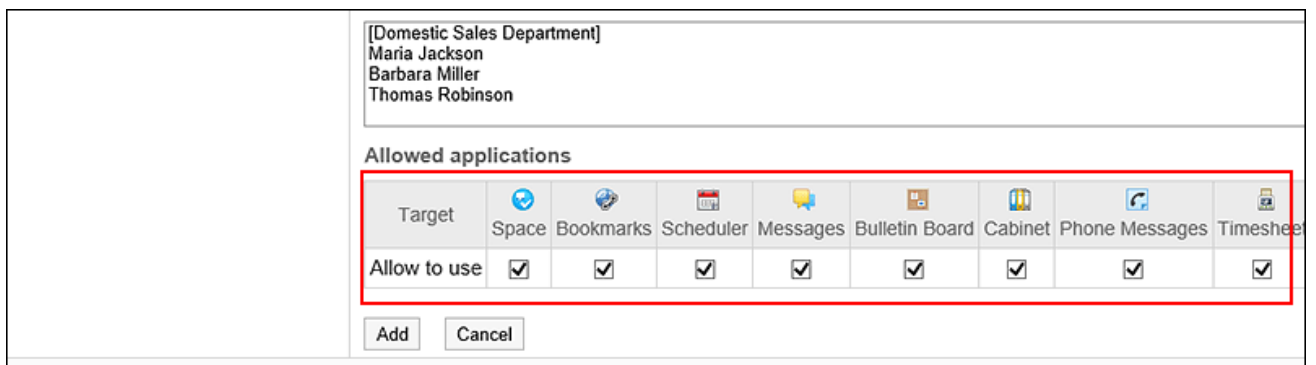 [Domestic Sales Department]
Maria Jackson
Barbara Miller
Thomas Robinson
Allowed applications
Target Space Bookmarks Scheduler Messages Bulletin Board Cabinet Phone Messages Timesheet
Allow to use
Add Cancel